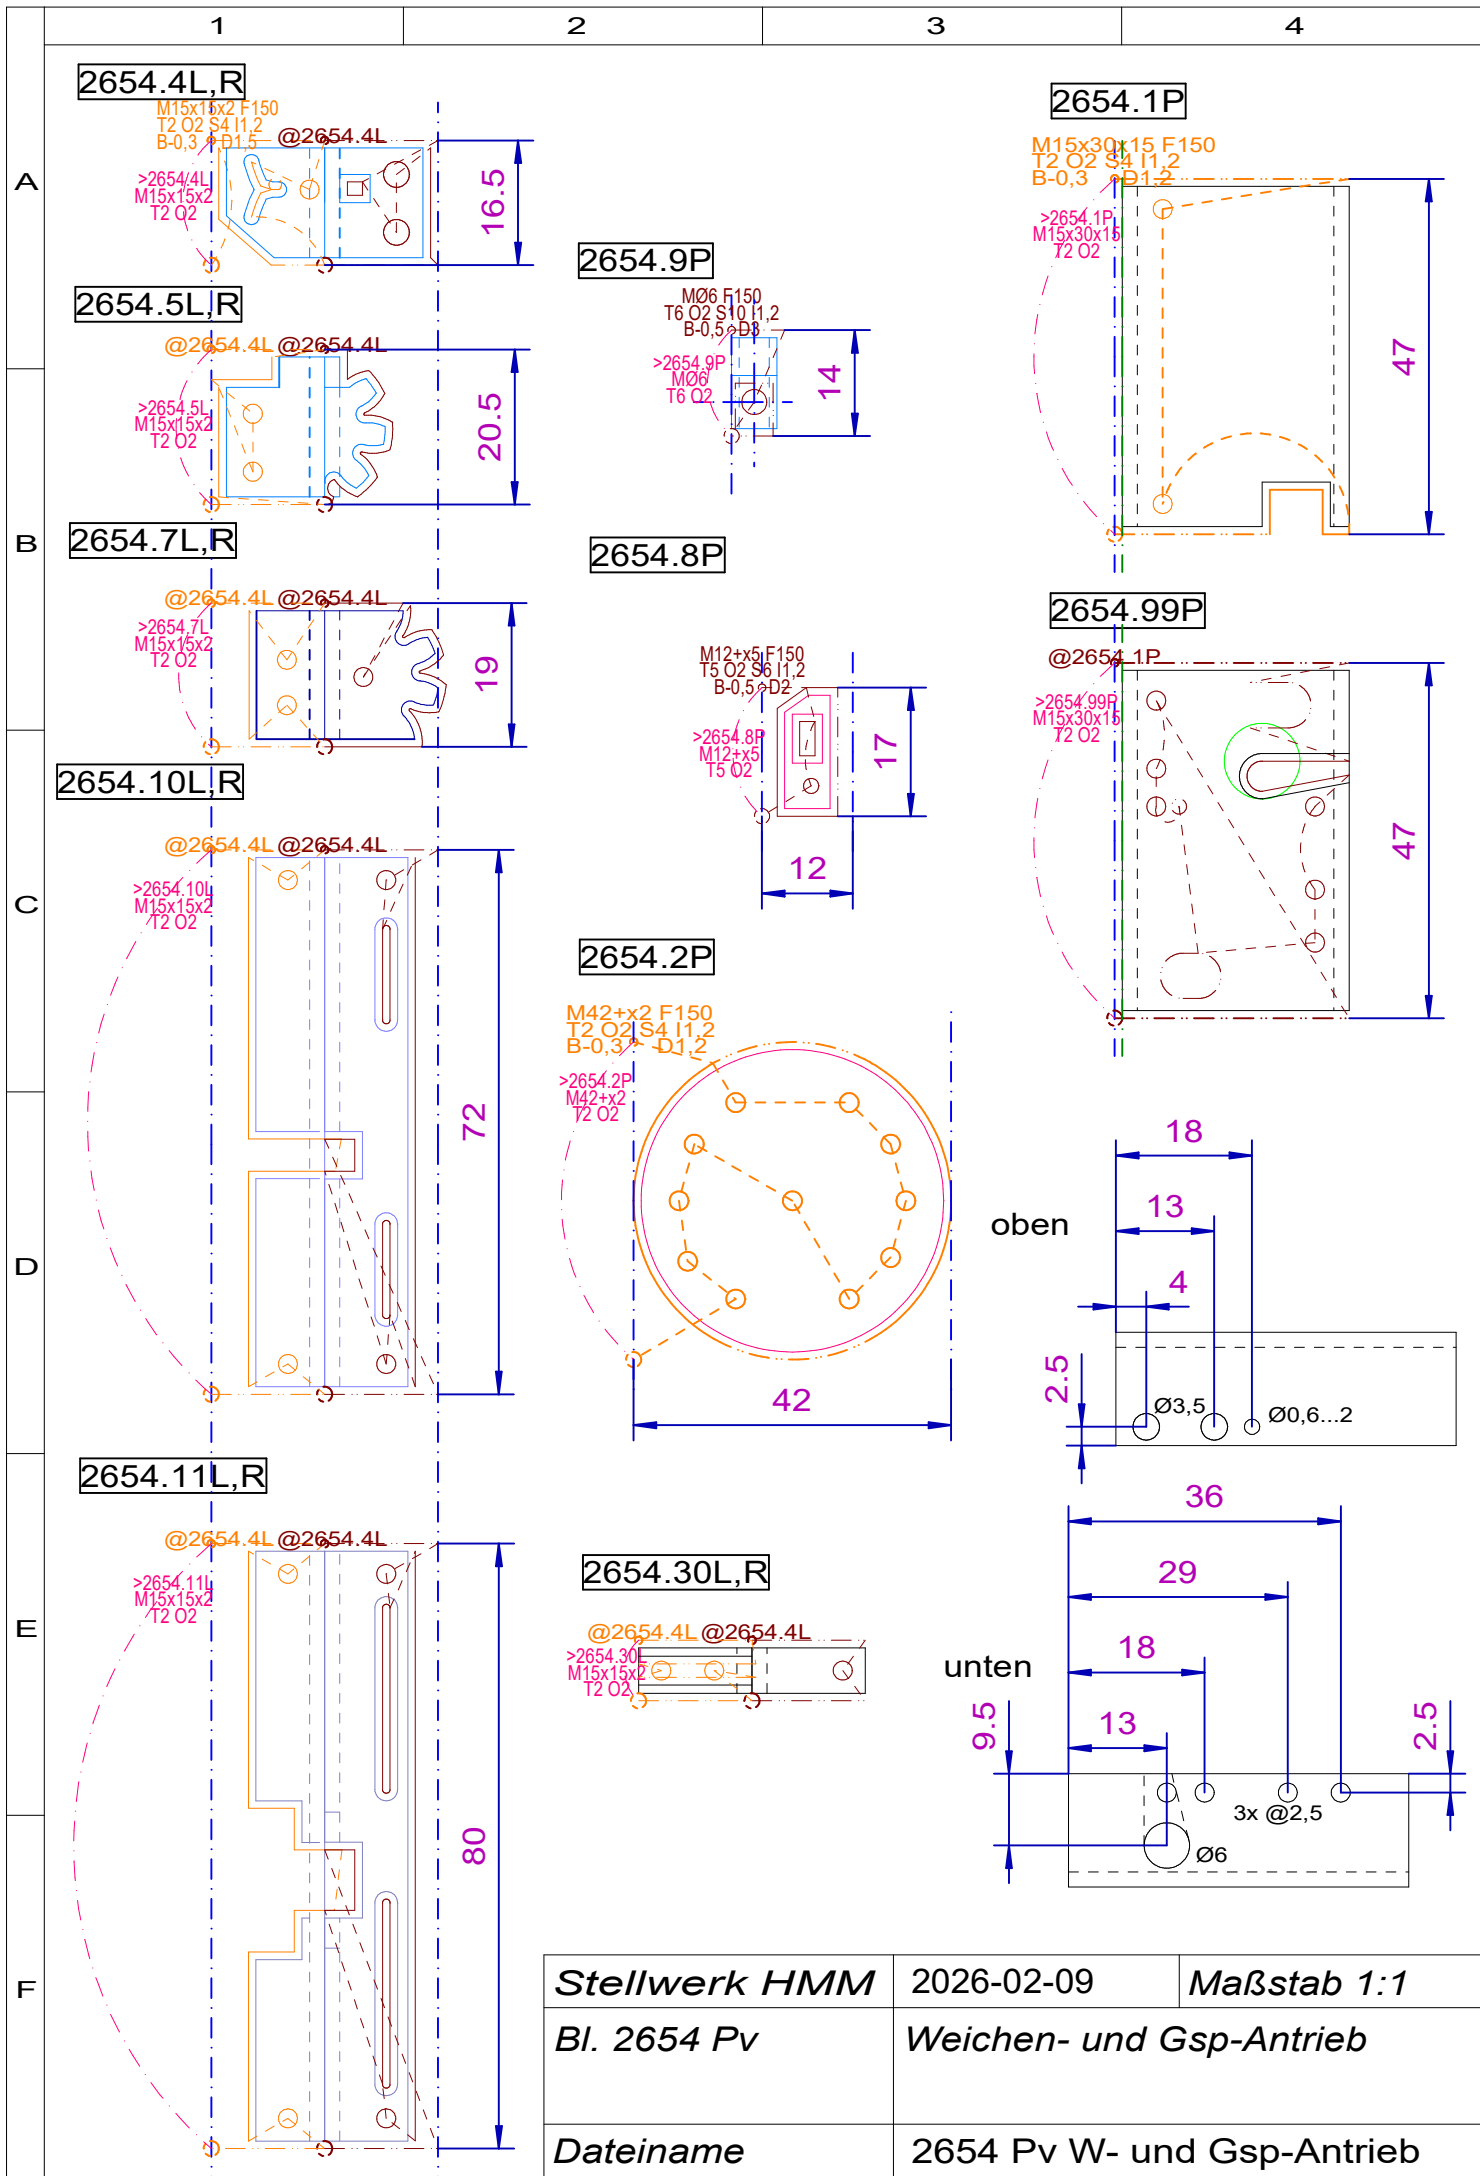 1 2 3 4
A
B
C
D
E
F
2654.4L,R
M15x15x2 F150
T2 O2 S4 I1,2
B-0,3 D1,5
@2654.4L
>2654/4L
M15x15x2
T2 O2
16.5
2654.5L,R
@2654.4L @2654.4L
>2654.5L
M15x15x2
T2 O2
20.5
2654.7L,R
@2654.4L @2654.4L
>2654.7L
M15x15x2
T2 O2
19
2654.10L,R
@2654.4L @2654.4L
>2654.10L
M15x15x2
T2 O2
72
2654.11L,R
@2654.4L @2654.4L
>2654.11L
M15x15x2
T2 O2
80
2654.9P
MØ6 F150
T6 O2 S10 I1,2
B-0,5 D3
>2654.9P
MØ6
T6 O2
14
2654.8P
M12+x5 F150
T5 O2 S6 I1,2
B-0,5 D2
>2654.8P
M12+x5
T5 O2
17
12
2654.2P
M42+x2 F150
T2 O2 S4 I1,2
B-0,3 D1,2
>2654.2P
M42+x2
T2 O2
42
2654.30L,R
@2654.4L @2654.4L
>2654.30L
M15x15x2
T2 O2
2654.1P
M15x30x15 F150
T2 O2 S4 I1,2
B-0,3 D1,2
>2654.1P
M15x30x15
T2 O2
47
2654.99P
@2654.1P
>2654.99P
M15x30x15
T2 O2
47
oben
18
13
4
2.5
Ø3,5
Ø0,6...2
unten
36
29
18
13
9.5
2.5
3x @2,5
Ø6
Stellwerk HMM 2026-02-09 Maßstab 1:1
Bl. 2654 Pv Weichen- und Gsp-Antrieb
Dateiname 2654 Pv W- und Gsp-Antrieb